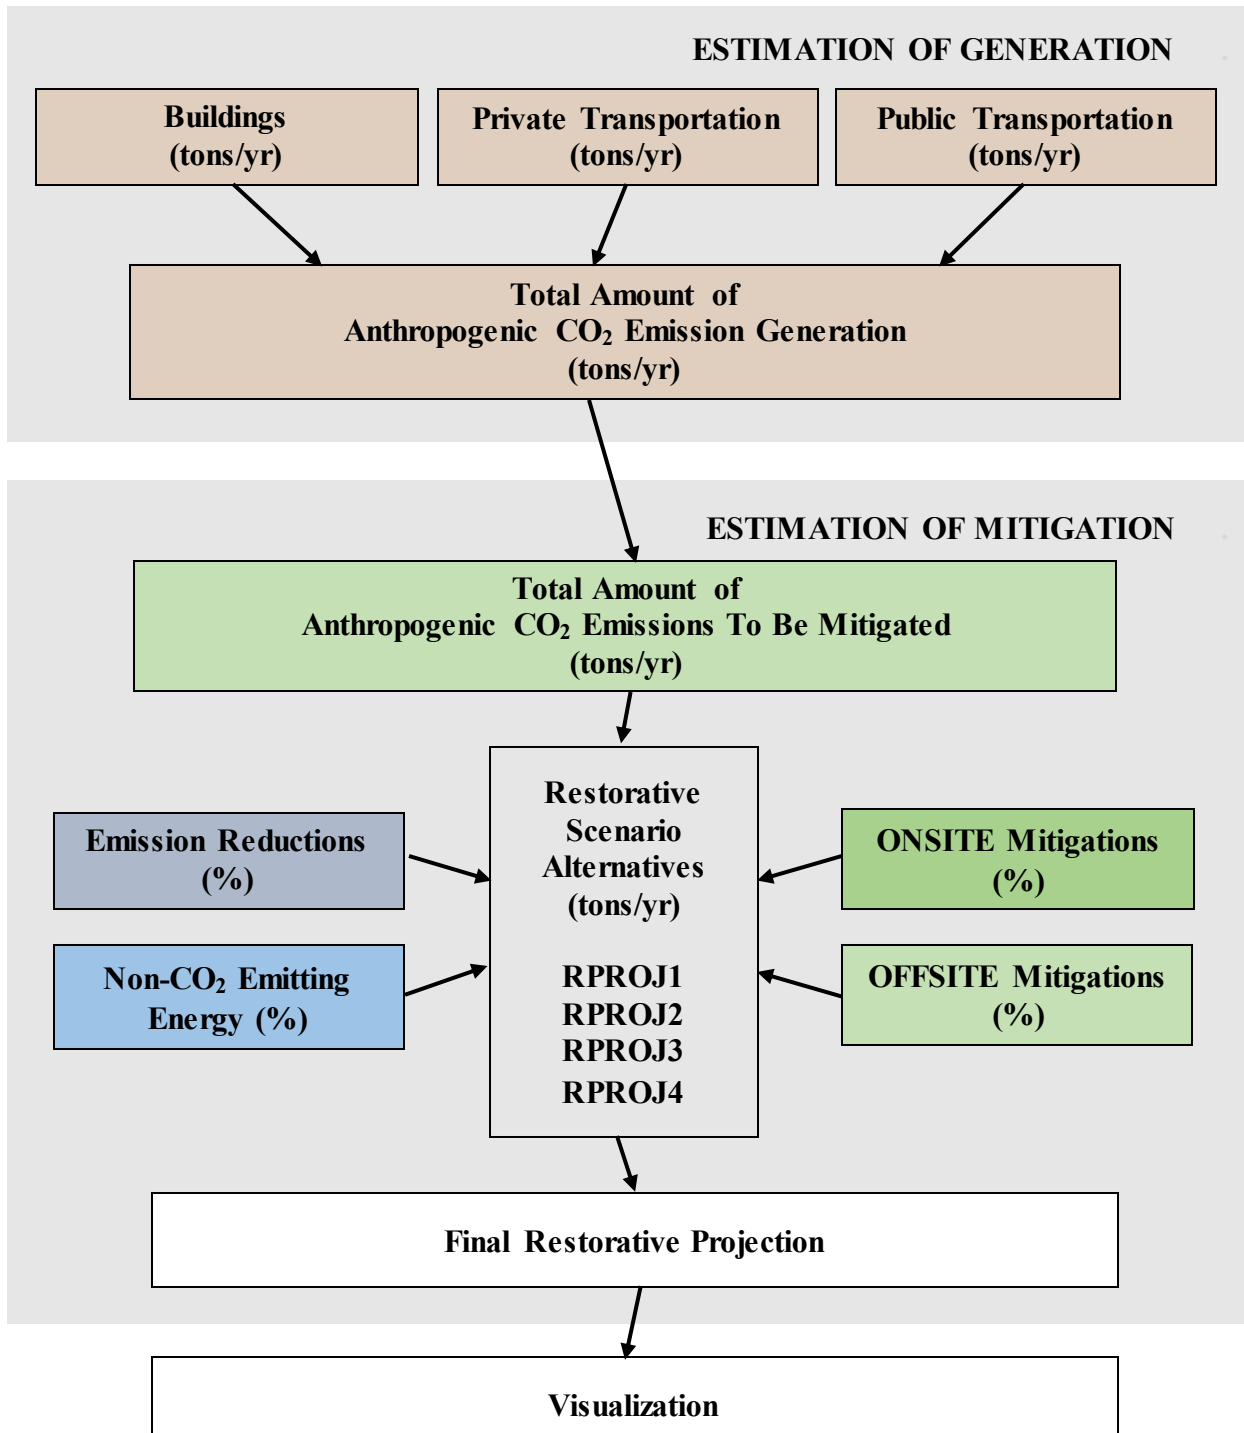 ESTIMATION OF GENERATION
Buildings
(tons/yr)
Private Transportation
(tons/yr)
Public Transportation
(tons/yr)
Total Amount of
Anthropogenic CO₂ Emission Generation
(tons/yr)
ESTIMATION OF MITIGATION
Total Amount of
Anthropogenic CO₂ Emissions To Be Mitigated
(tons/yr)
Emission Reductions
(%)
Non-CO₂ Emitting
Energy (%)
Restorative
Scenario
Alternatives
(tons/yr)
RPROJ1
RPROJ2
RPROJ3
RPROJ4
ONSITE Mitigations
(%)
OFFSITE Mitigations
(%)
Final Restorative Projection
Visualization